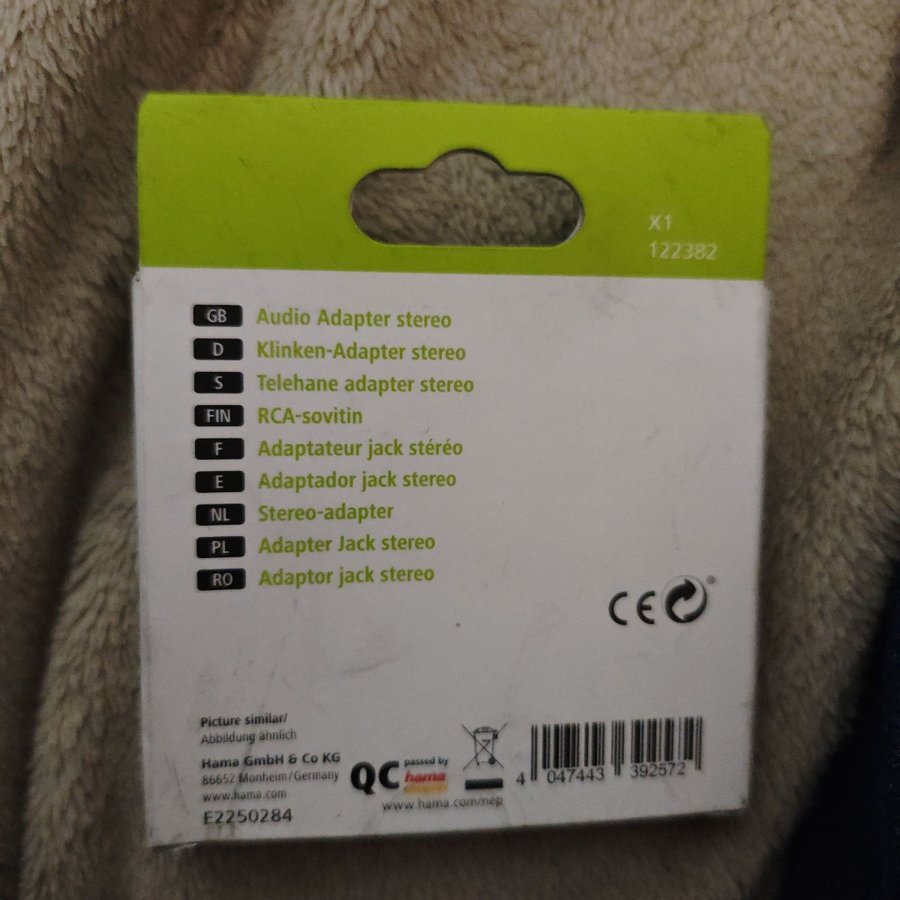 X1
122382
GB Audio Adapter stereo
D Klinken-Adapter stereo
S Telehane adapter stereo
FIN RCA-sovitin
F Adaptateur jack stéréo
E Adaptador jack stereo
NL Stereo-adapter
PL Adapter Jack stereo
RO Adaptor jack stereo
CE
Picture similar/
Abbildung ähnlich
Hama GmbH & Co KG
86652 Monheim/Germany
www.hama.com
E2250284
QC passed by
hama
www.hama.com/nep
4 047443 392572